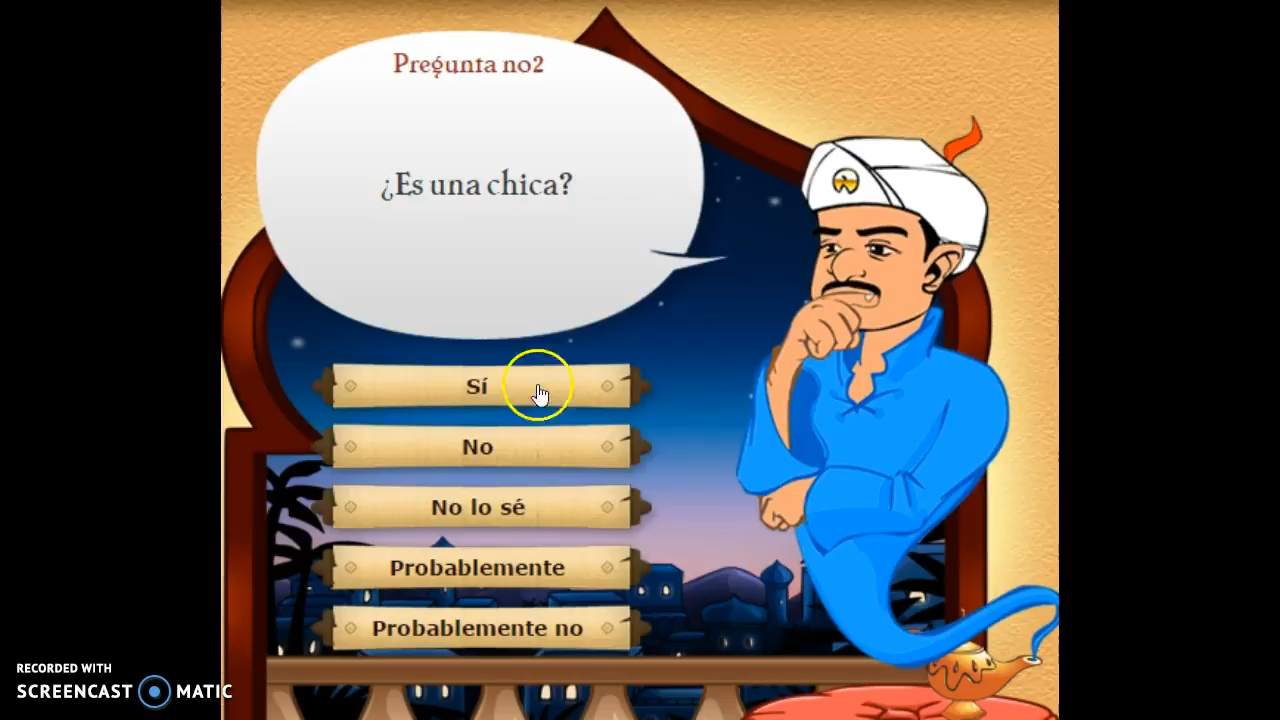 Pregunta no2
¿Es una chica?
Sí
No
No lo sé
Probablemente
Probablemente no
RECORDED WITH
SCREENCAST MATIC